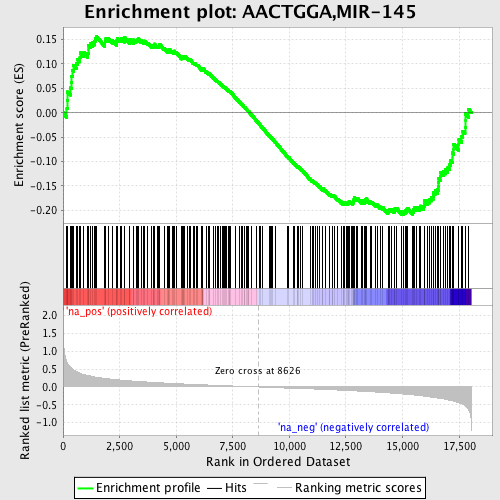 Enrichment plot: AACTGGA,MIR-145
Enrichment score (ES)
0.15
0.10
0.05
0.00
-0.05
-0.10
-0.15
-0.20
'na_pos' (positively correlated)
Ranked list metric (PreRanked)
2.0
1.5
1.0
0.5
0.0
-0.5
-1.0
Zero cross at 8626
'na_neg' (negatively correlated)
0 2,500 5,000 7,500 10,000 12,500 15,000 17,500
Rank in Ordered Dataset
Enrichment profile Hits Ranking metric scores